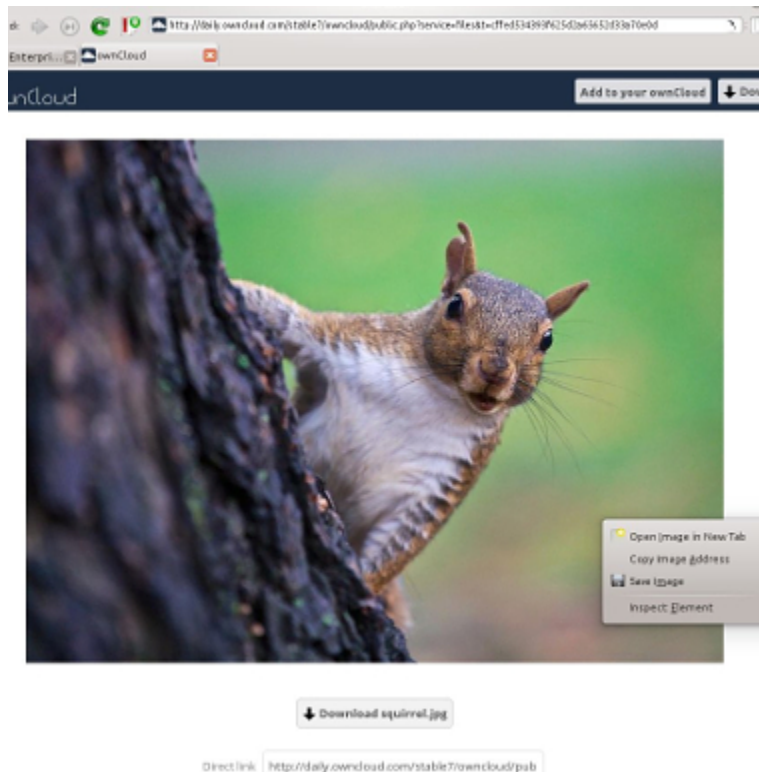 http://daily.owncloud.com/stable7/owncloud/public.php?service=files&t=
Enterpri...
ownCloud
wnCloud
Add to your ownCloud
Dow
Open Image in New Tab
Copy Image Address
Save Image
Inspect Element
Download squirrel.jpg
Direct link http://daily.owncloud.com/stable7/owncloud/pub